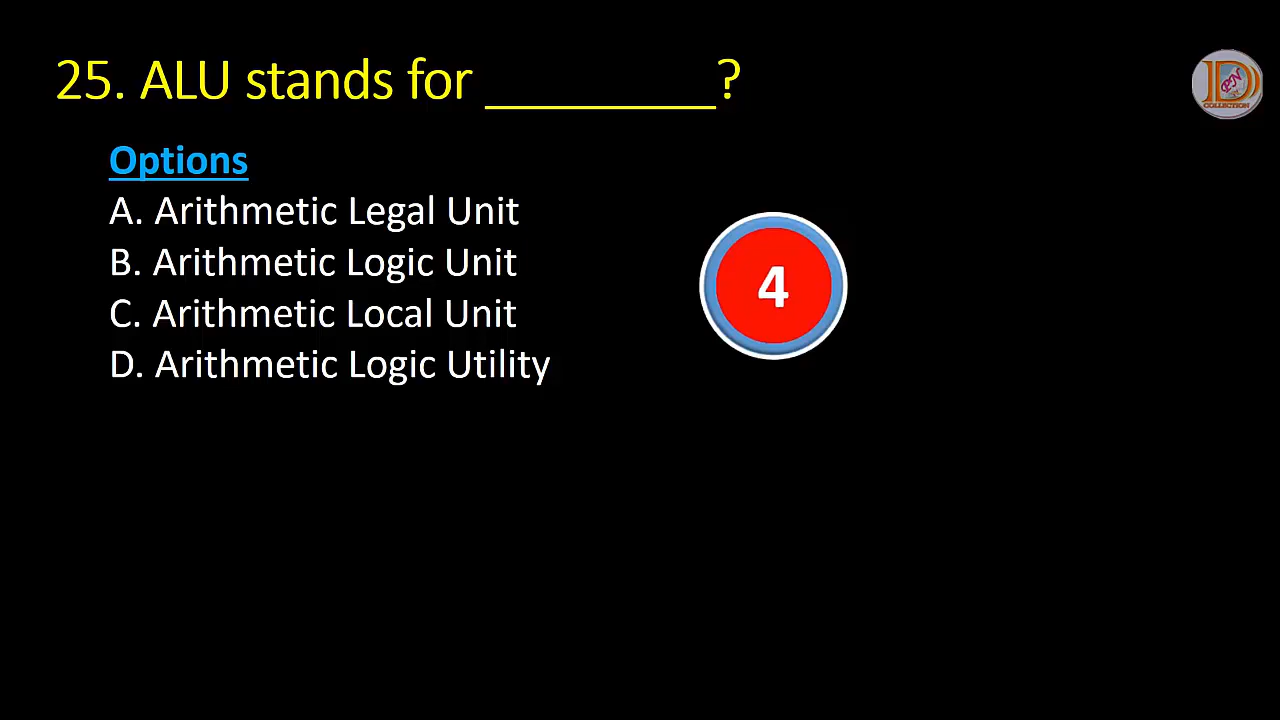 25. ALU stands for ________?
Options
A. Arithmetic Legal Unit
B. Arithmetic Logic Unit
C. Arithmetic Local Unit
D. Arithmetic Logic Utility
4
D
COLLECTION